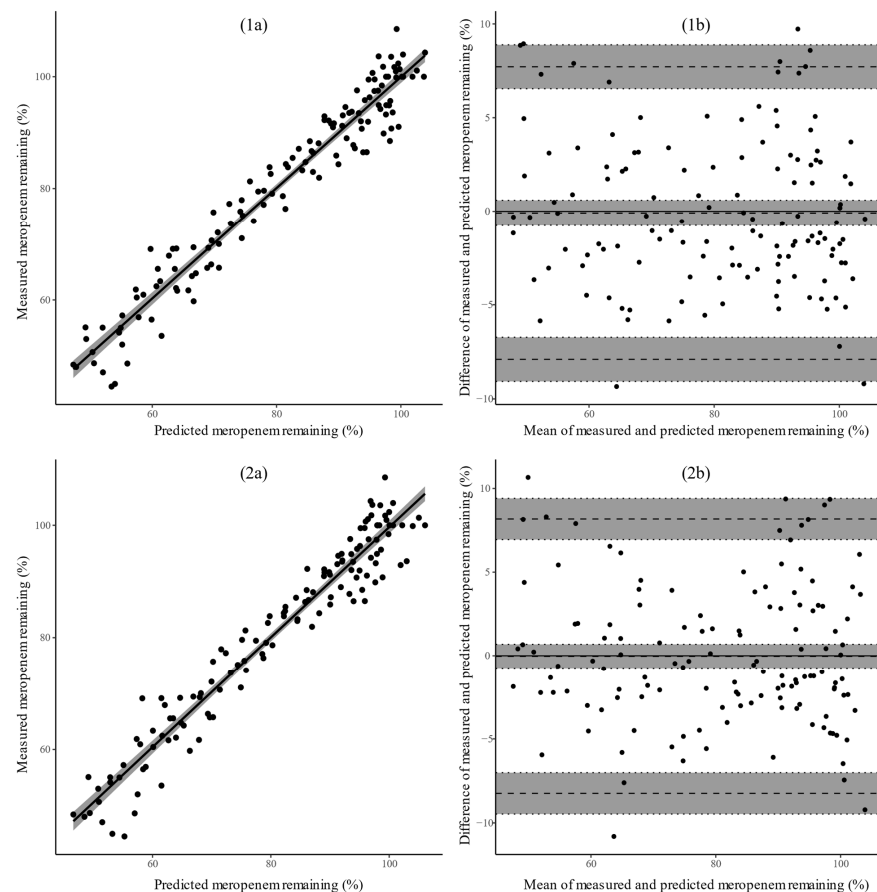 (1a)
Measured meropenem remaining (%)
100
80
60
60
80
100
Predicted meropenem remaining (%)
(1b)
Difference of measured and predicted meropenem remaining (%)
10
5
0
−5
−10
60
80
100
Mean of measured and predicted meropenem remaining (%)
(2a)
Measured meropenem remaining (%)
100
80
60
60
80
100
Predicted meropenem remaining (%)
(2b)
Difference of measured and predicted meropenem remaining (%)
10
5
0
−5
−10
60
80
100
Mean of measured and predicted meropenem remaining (%)